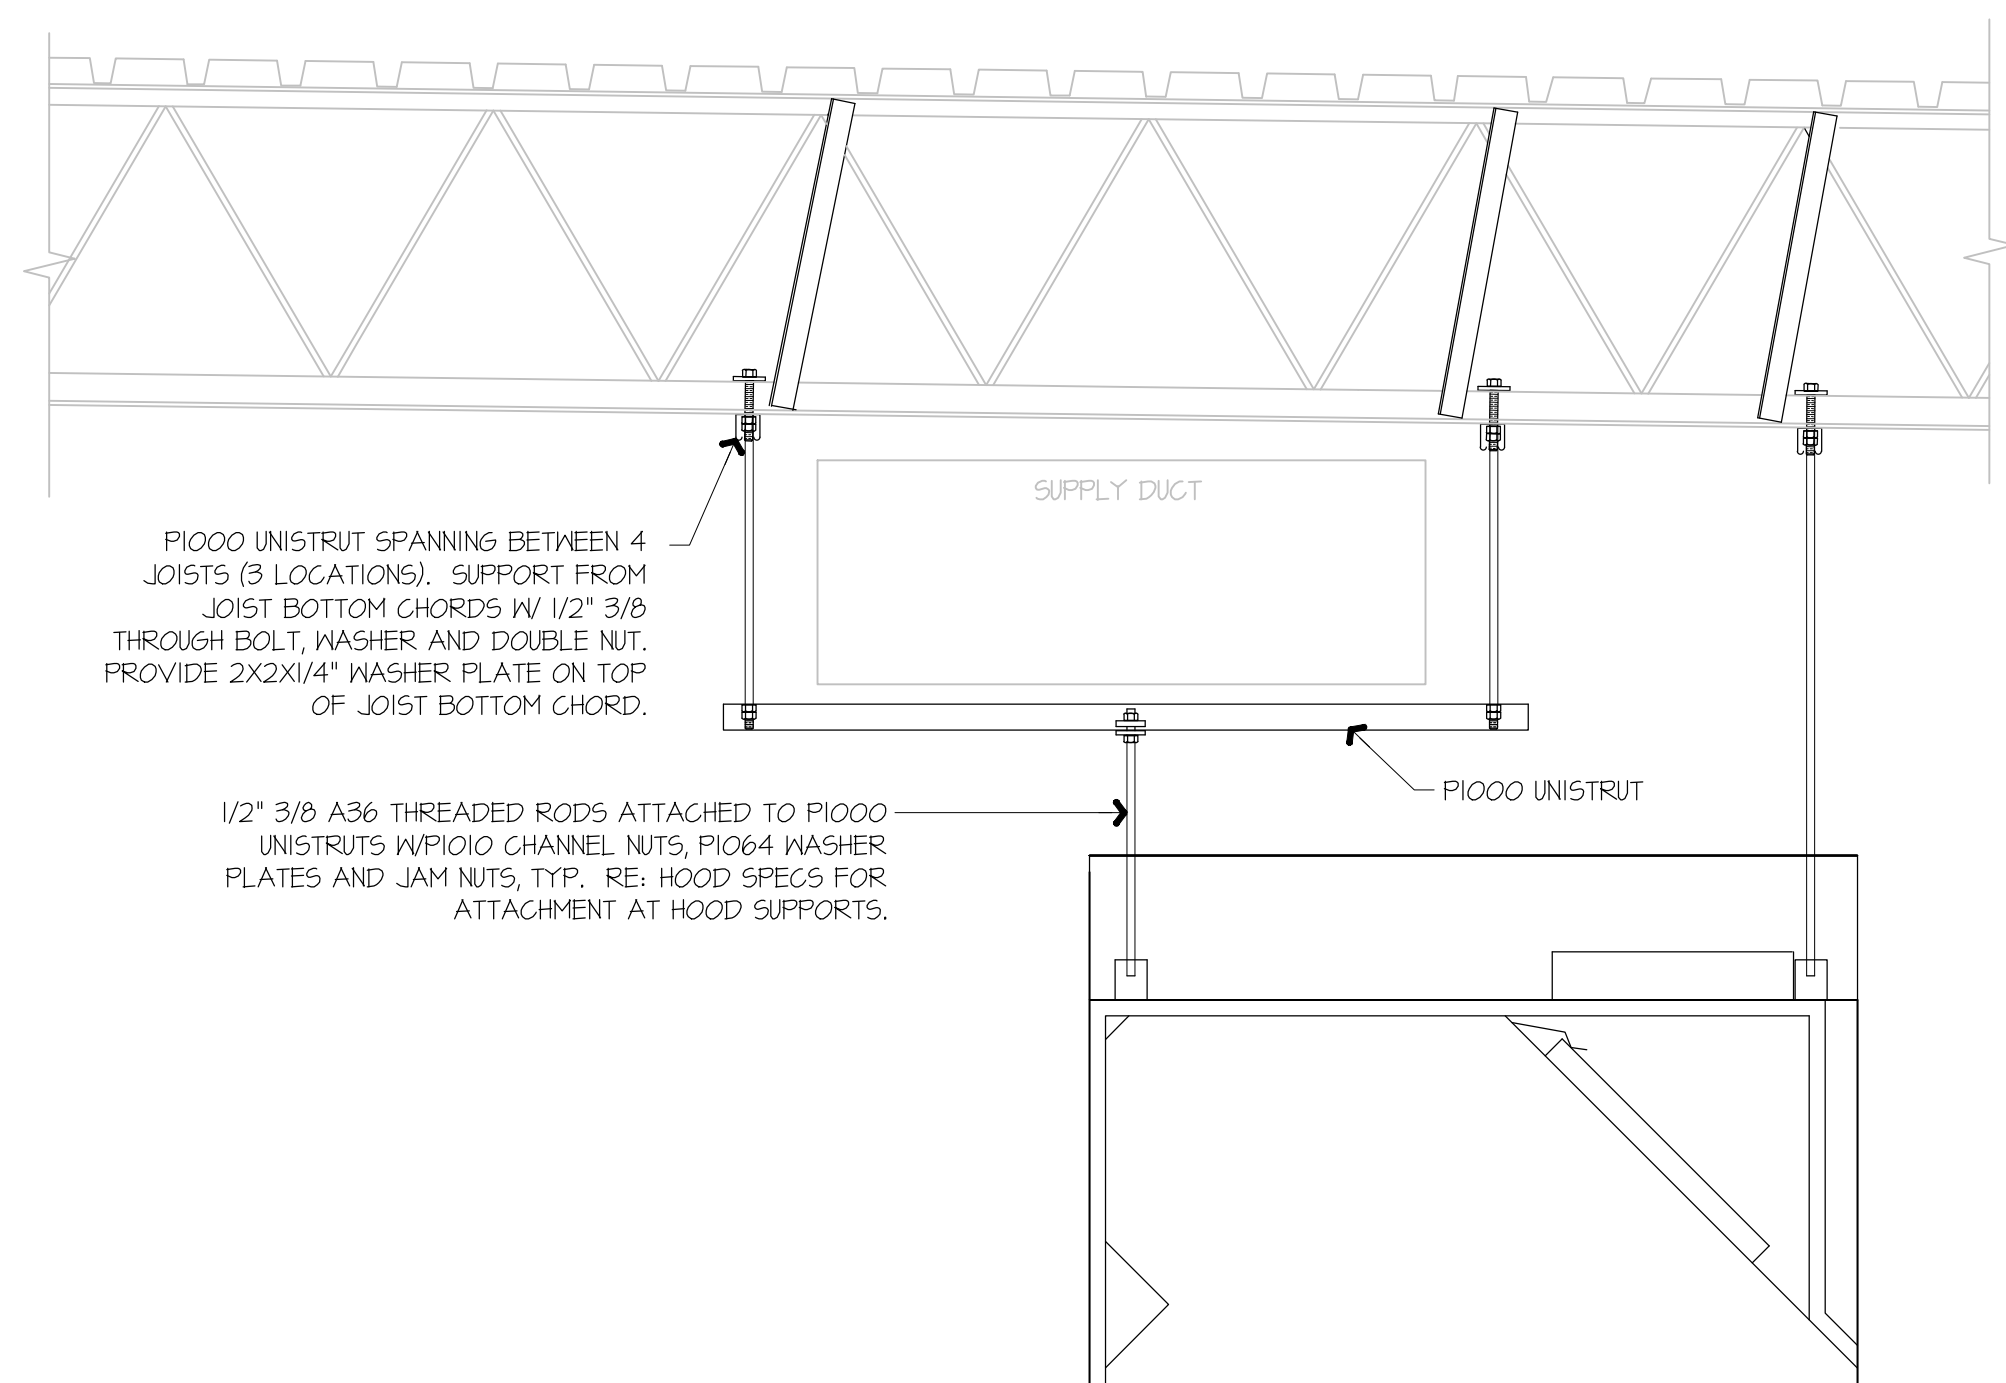 SUPPLY DUCT
P1000 UNISTRUT SPANNING BETWEEN 4
JOISTS (3 LOCATIONS). SUPPORT FROM
JOIST BOTTOM CHORDS W/ 1/2" 3/8
THROUGH BOLT, WASHER AND DOUBLE NUT.
PROVIDE 2X2X1/4" WASHER PLATE ON TOP
OF JOIST BOTTOM CHORD.
P1000 UNISTRUT
1/2" 3/8 A36 THREADED RODS ATTACHED TO P1000
UNISTRUTS W/P1010 CHANNEL NUTS, P1064 WASHER
PLATES AND JAM NUTS, TYP. RE: HOOD SPECS FOR
ATTACHMENT AT HOOD SUPPORTS.